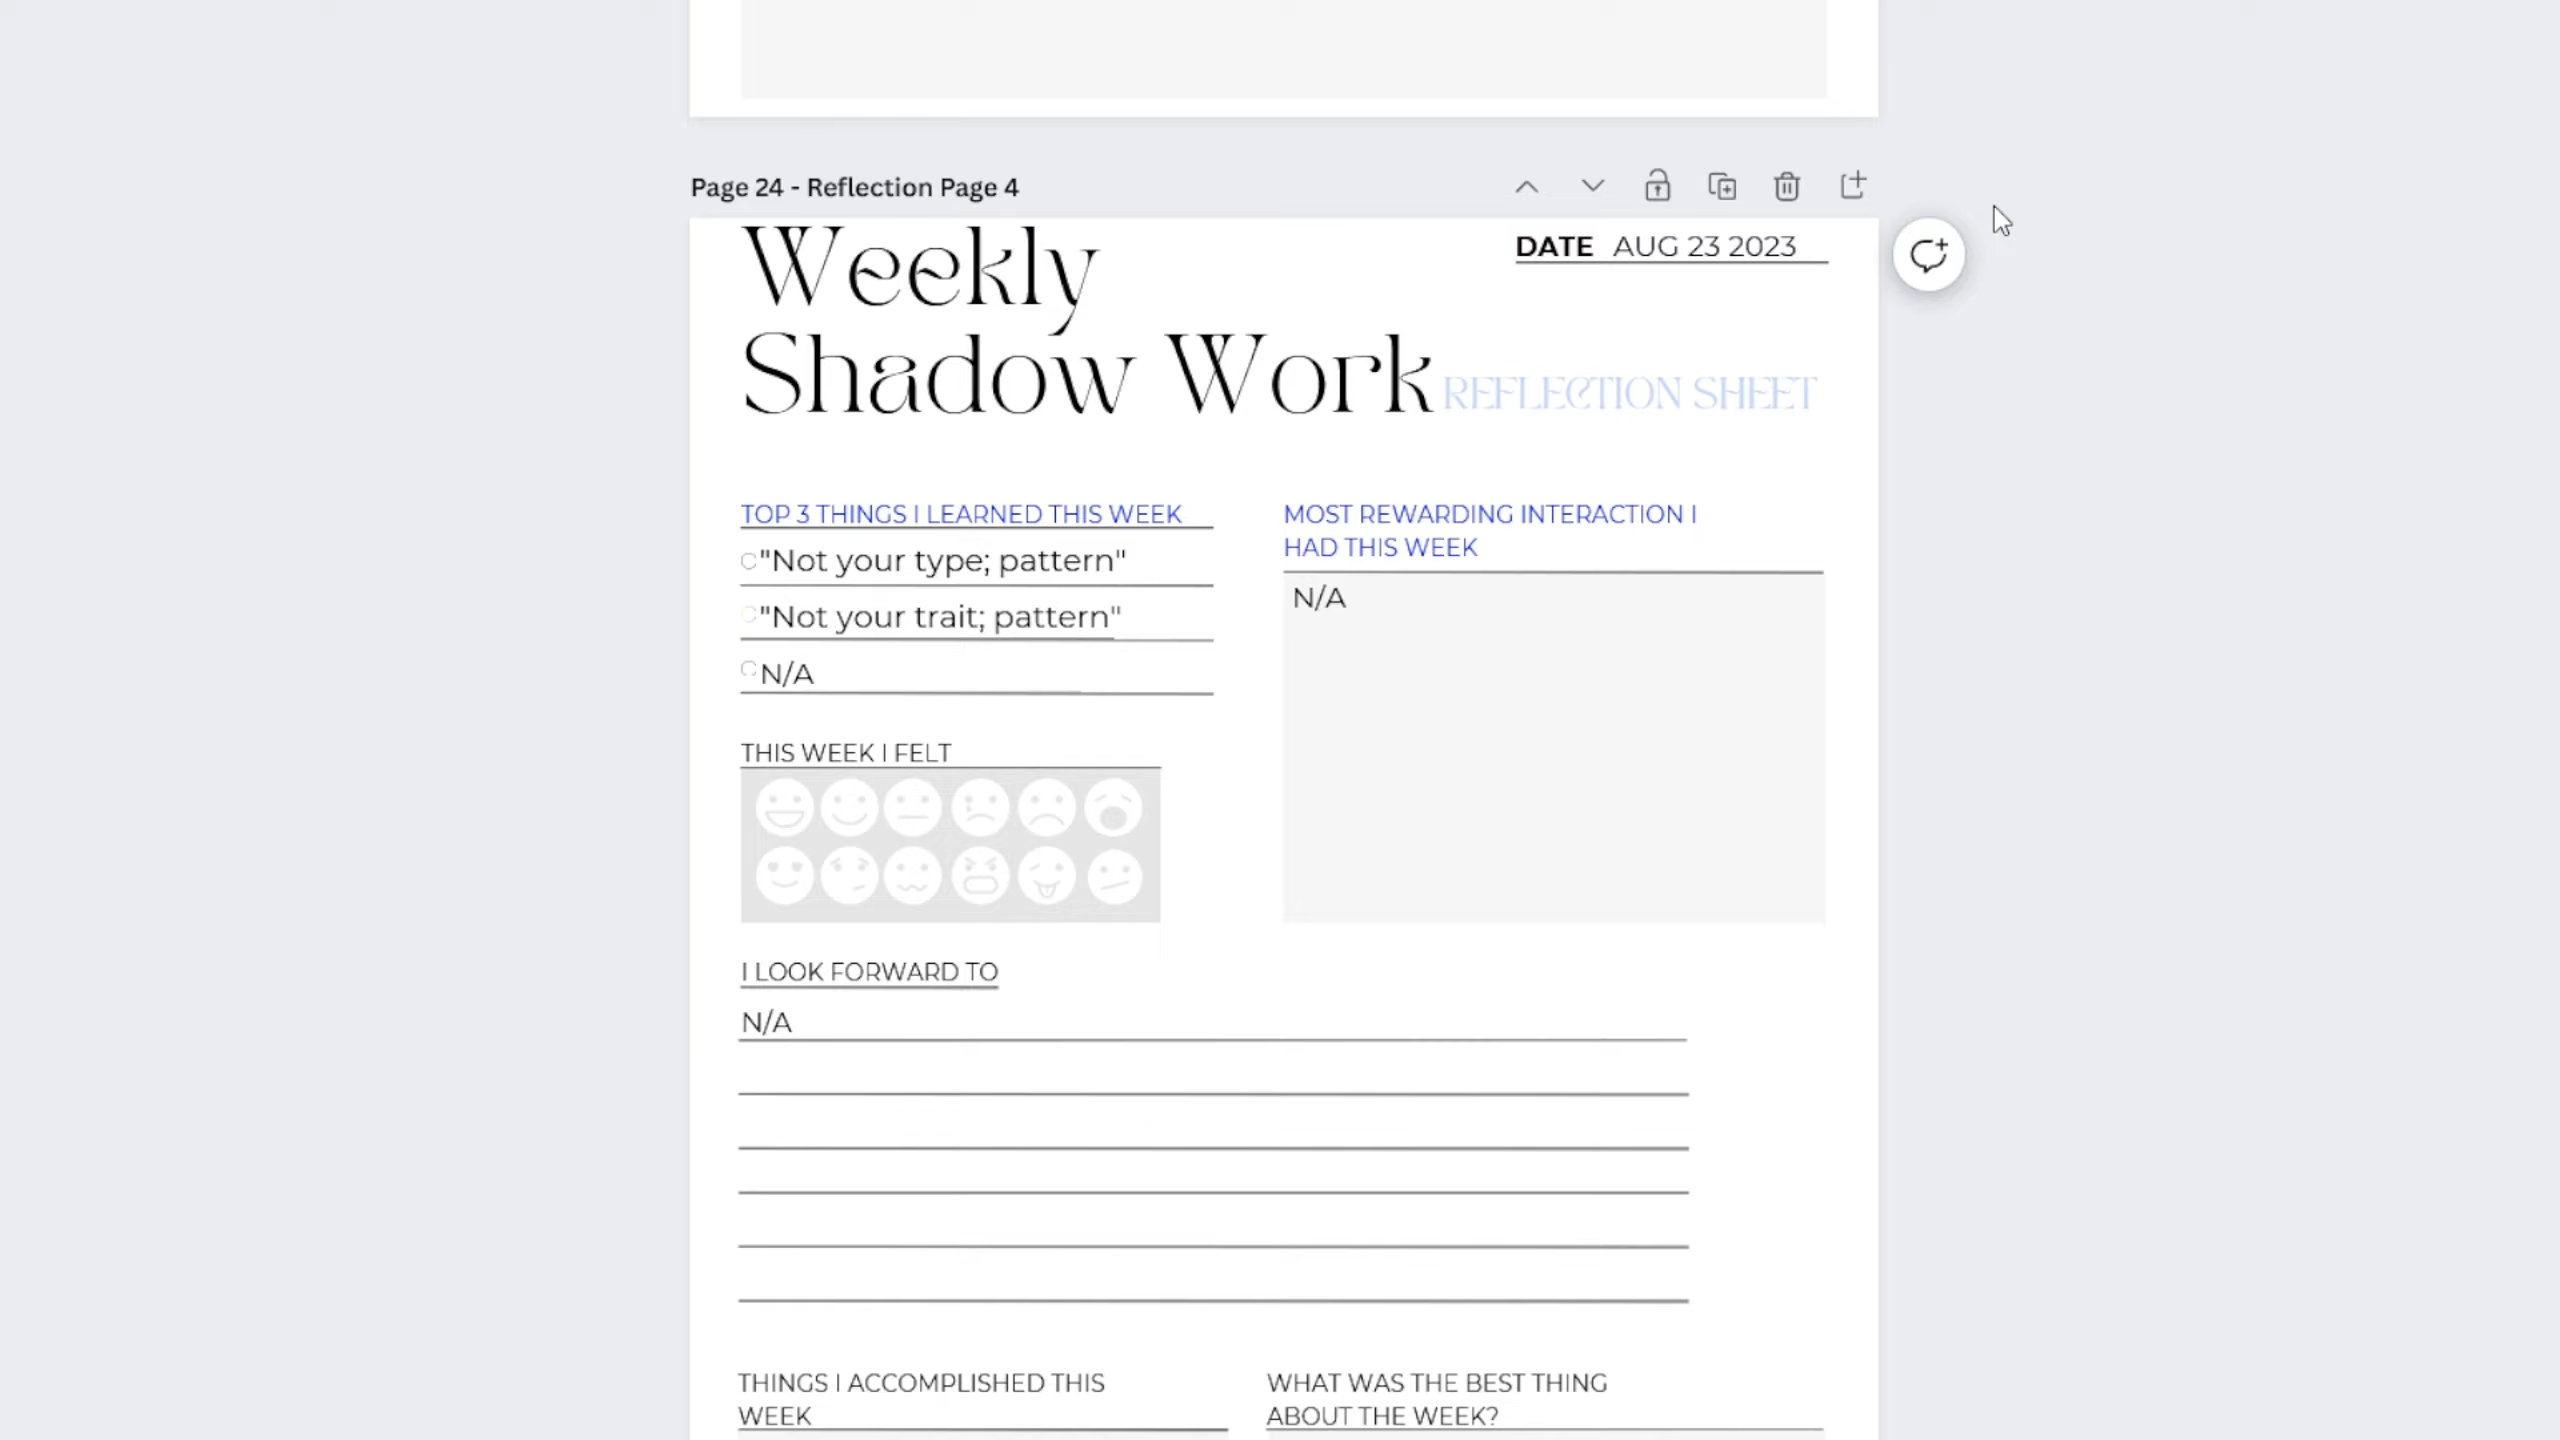 Page 24 - Reflection Page 4
Weekly
DATE AUG 23 2023
Shadow Work REFLECTION SHEET
TOP 3 THINGS I LEARNED THIS WEEK
"Not your type; pattern"
"Not your trait; pattern"
N/A
MOST REWARDING INTERACTION I
HAD THIS WEEK
N/A
THIS WEEK I FELT
I LOOK FORWARD TO
N/A
THINGS I ACCOMPLISHED THIS
WEEK
WHAT WAS THE BEST THING
ABOUT THE WEEK?